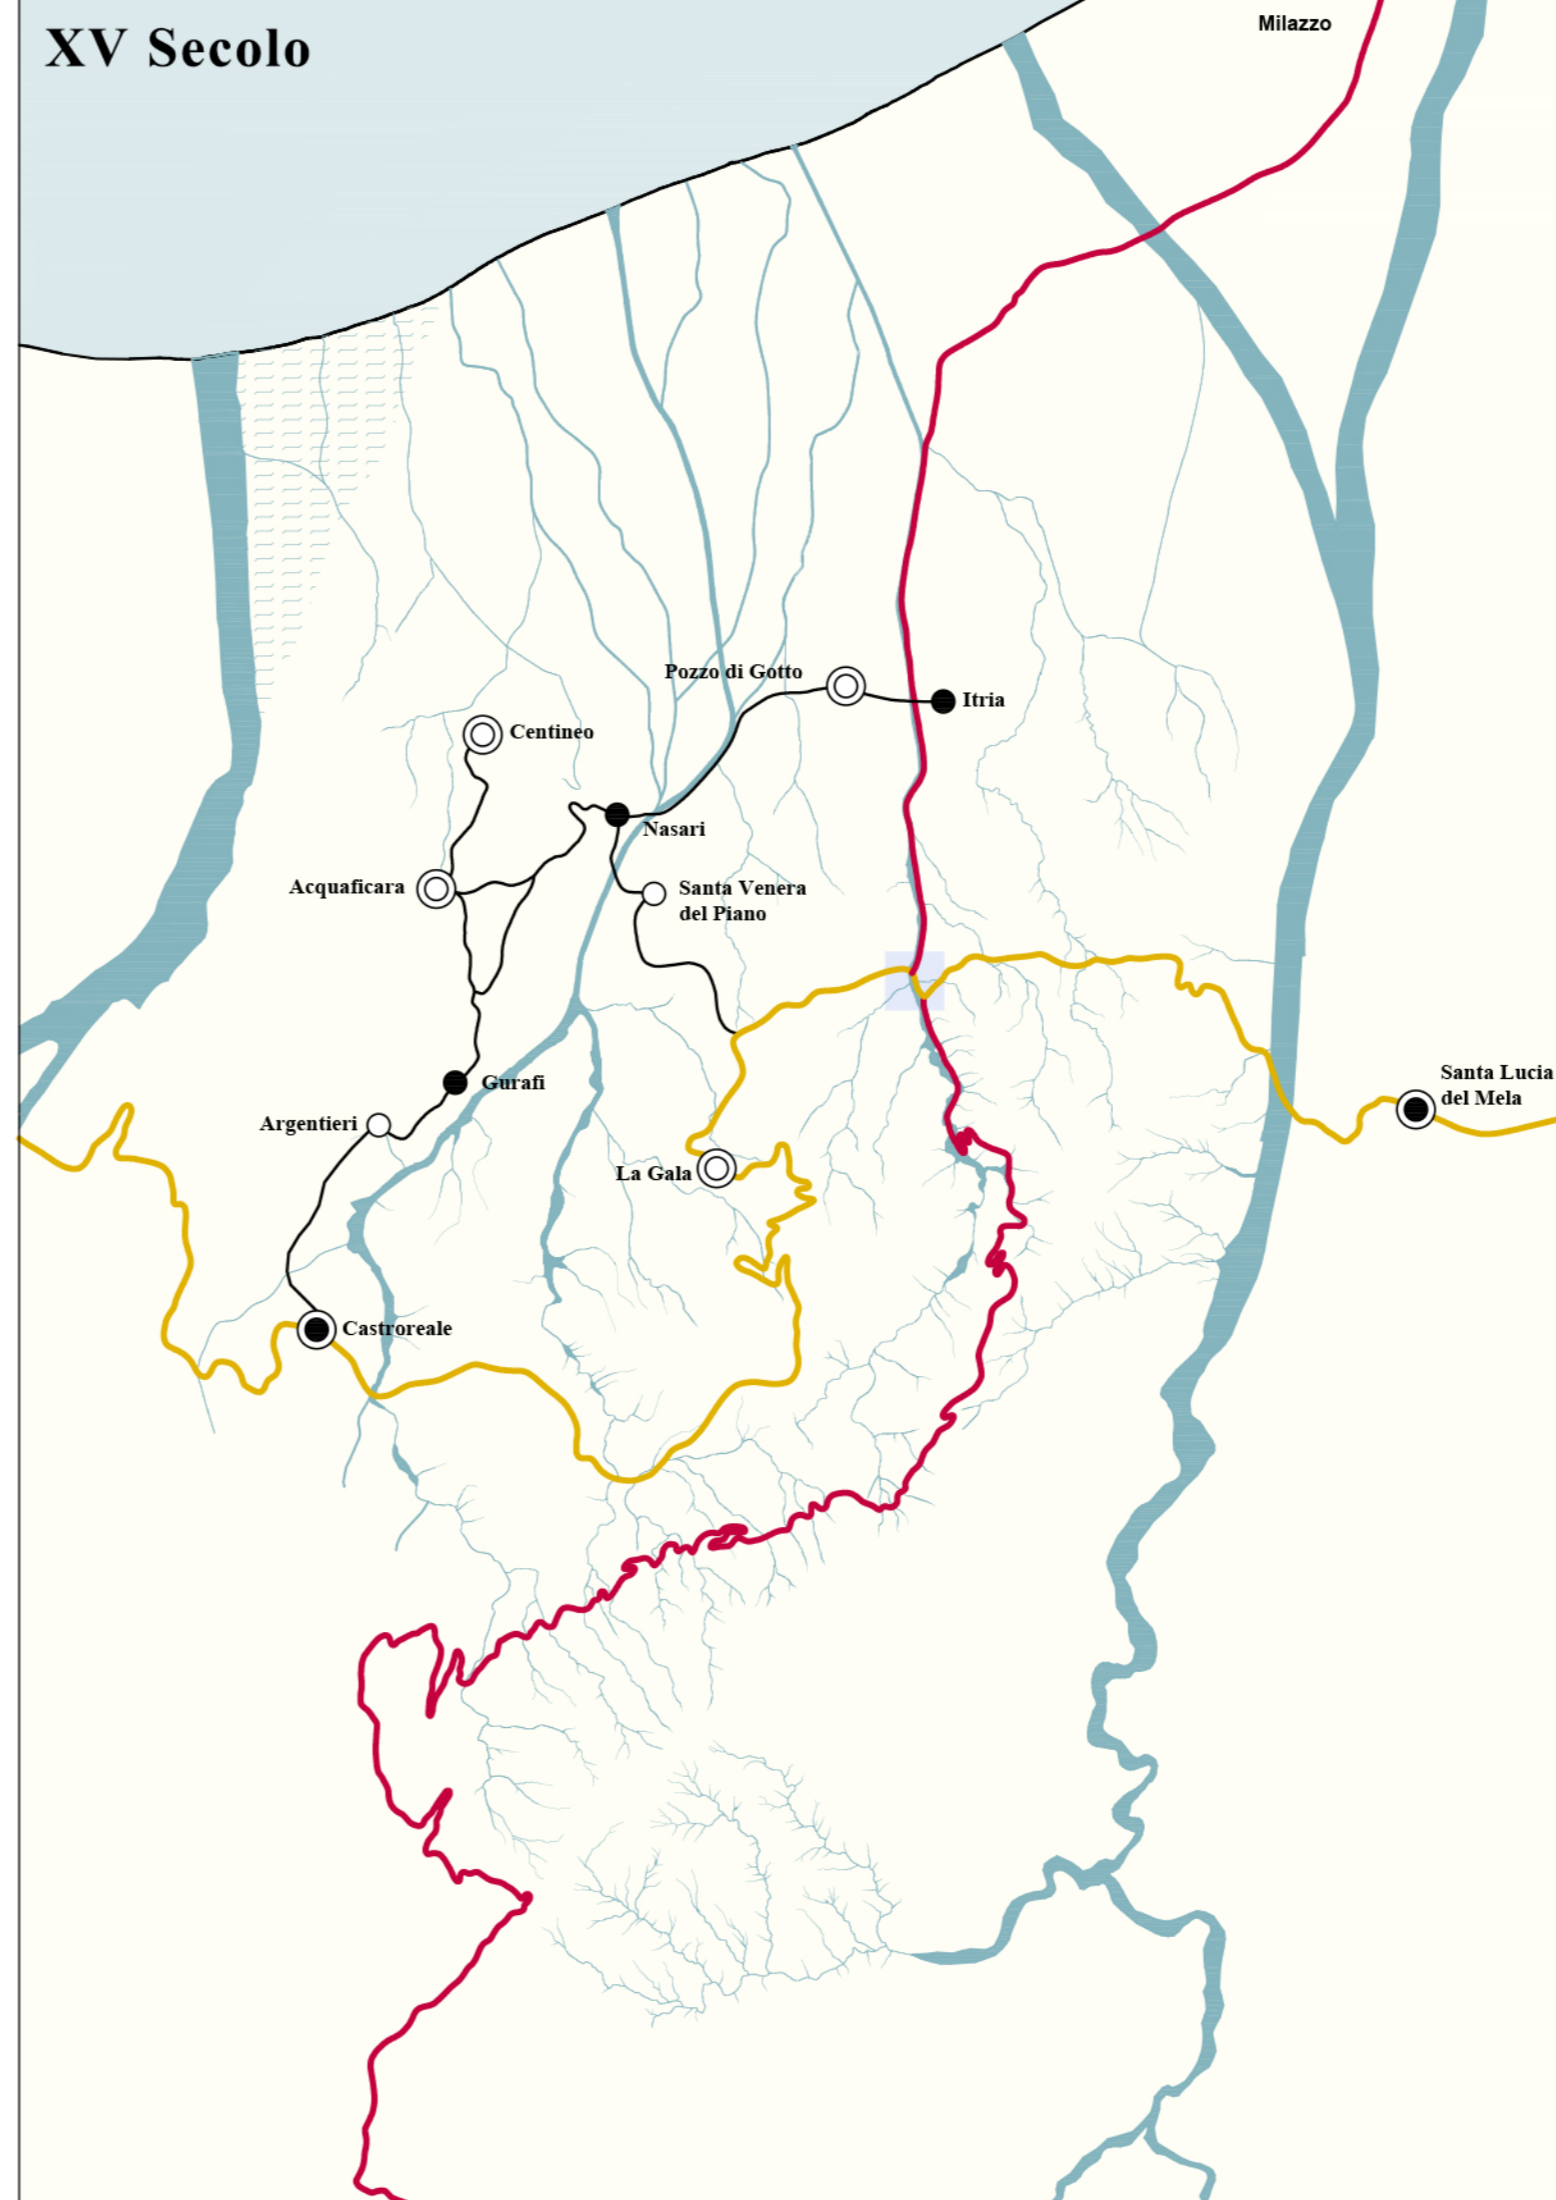 XV Secolo
Milazzo
Pozzo di Gotto
Itria
Centineo
Nasari
Acquaficara
Santa Venera
del Piano
Gurafi
Santa Lucia
del Mela
Argentieri
La Gala
Castroreale